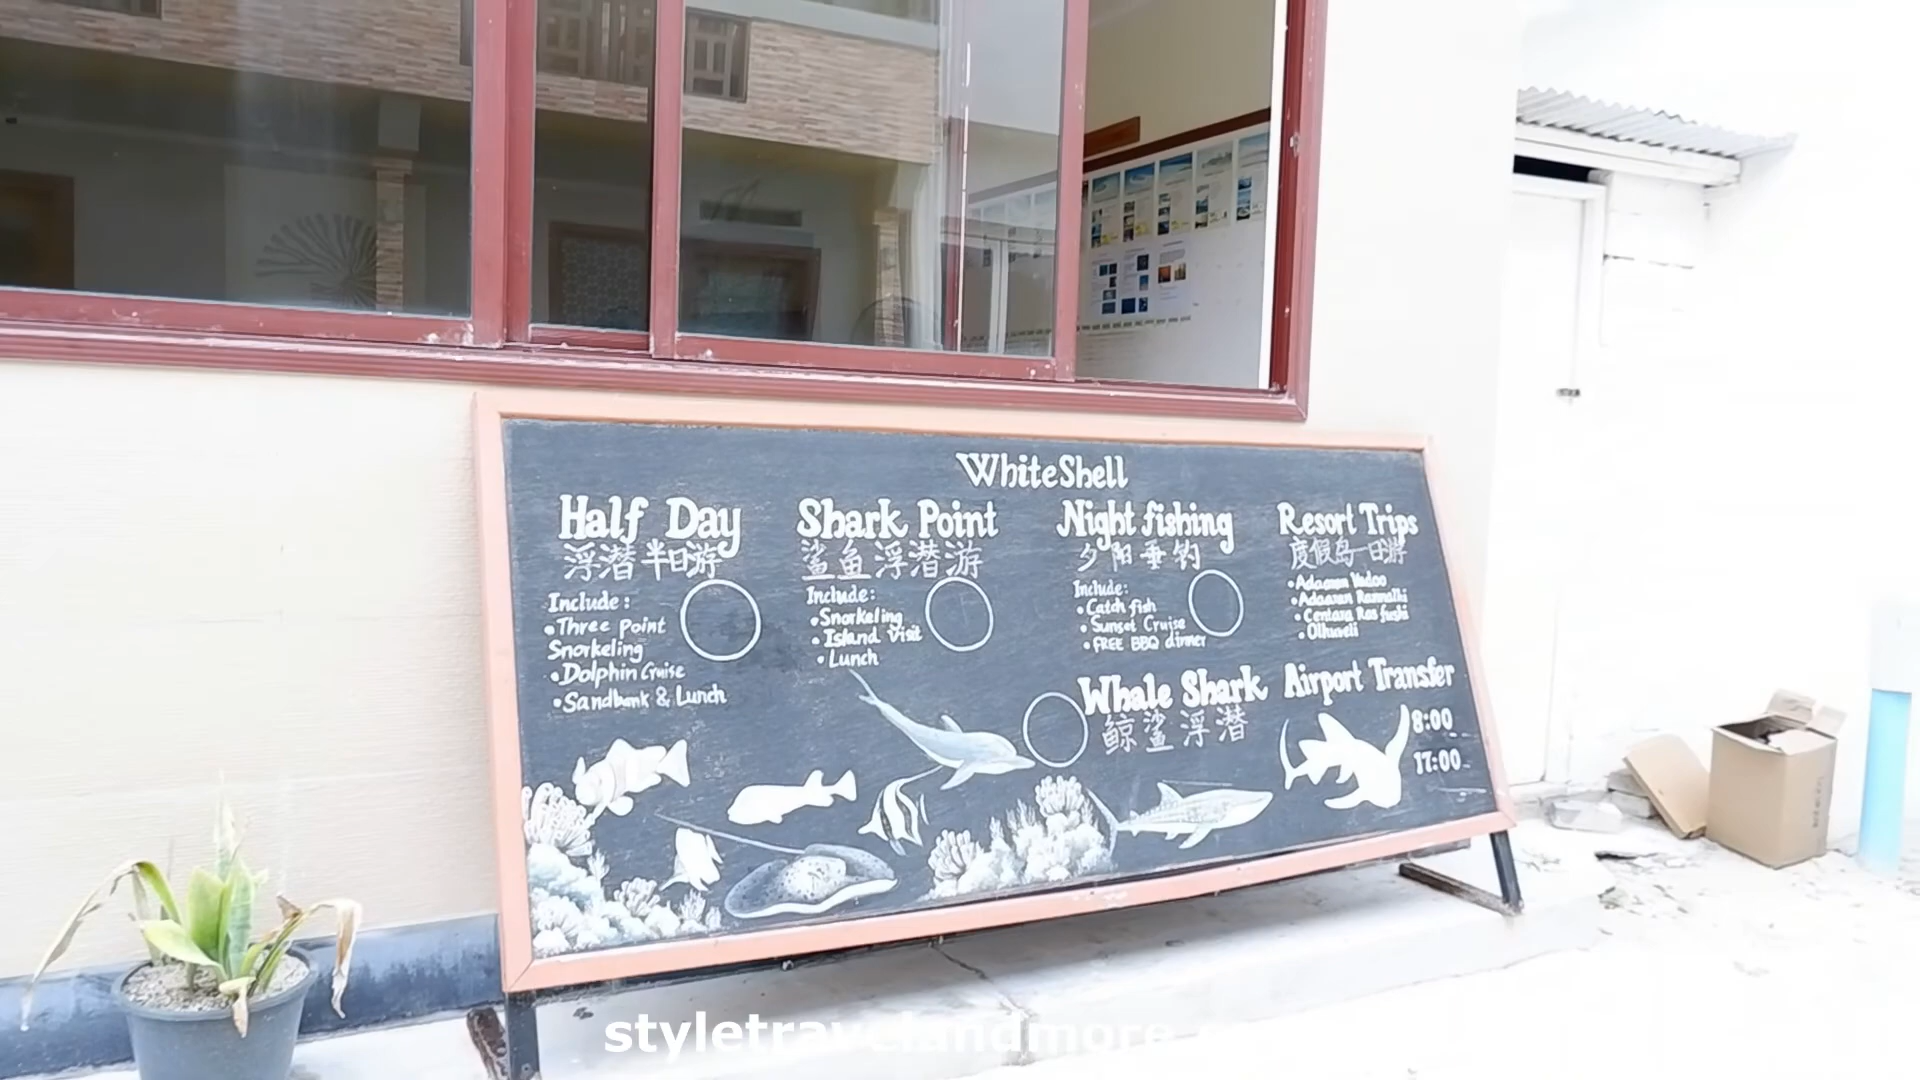 WhiteShell
Half Day
浮潜半日游
Include:
•Three Point
Snorkeling
•Dolphin Cruise
•Sandbank & Lunch
Shark Point
鲨鱼浮潜游
Include:
•Snorkeling
•Island Visit
•Lunch
Night fishing
夕阳垂钓
Include:
•Catch fish
•Sunset Cruise
•FREE BBQ dinner
Resort Trips
度假岛一日游
•Adaaran Vadoo
•Adaaran Rannalhi
•Centara Ras fushi
•Olhuveli
Whale Shark
鲸鲨浮潜
Airport Transfer
8:00
17:00
styletravelandmore